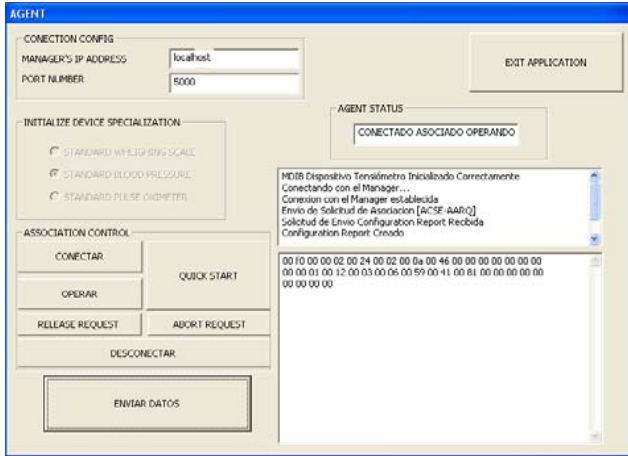 AGENT
CONECTION CONFIG
MANAGER'S IP ADDRESS
localhost
PORT NUMBER
5000
EXIT APPLICATION
AGENT STATUS
CONECTADO ASOCIADO OPERANDO
INITIALIZE DEVICE SPECIALIZATION
STANDARD WHEIGHING SCALE
STANDARD BLOOD PRESSURE
STANDARD PULSE OXIMETER
MDIB Dispositivo Tensiómetro Inicializado Correctamente
Conectando con el Manager...
Conexion con el Manager establecida
Envio de Solicitud de Asociacion [ACSE-AARQ]
Solicitud de Envio Configuration Report Recibida
Configuration Report Creado
ASSOCIATION CONTROL
CONECTAR
QUICK START
OPERAR
RELEASE REQUEST
ABORT REQUEST
DESCONECTAR
ENVIAR DATOS
00 f0 00 00 02 00 24 00 02 00 0a 00 46 00 00 00 00 00 00 00
00 00 01 00 12 00 03 00 06 00 59 00 41 00 81 00 00 00 00 00
00 00 00 00